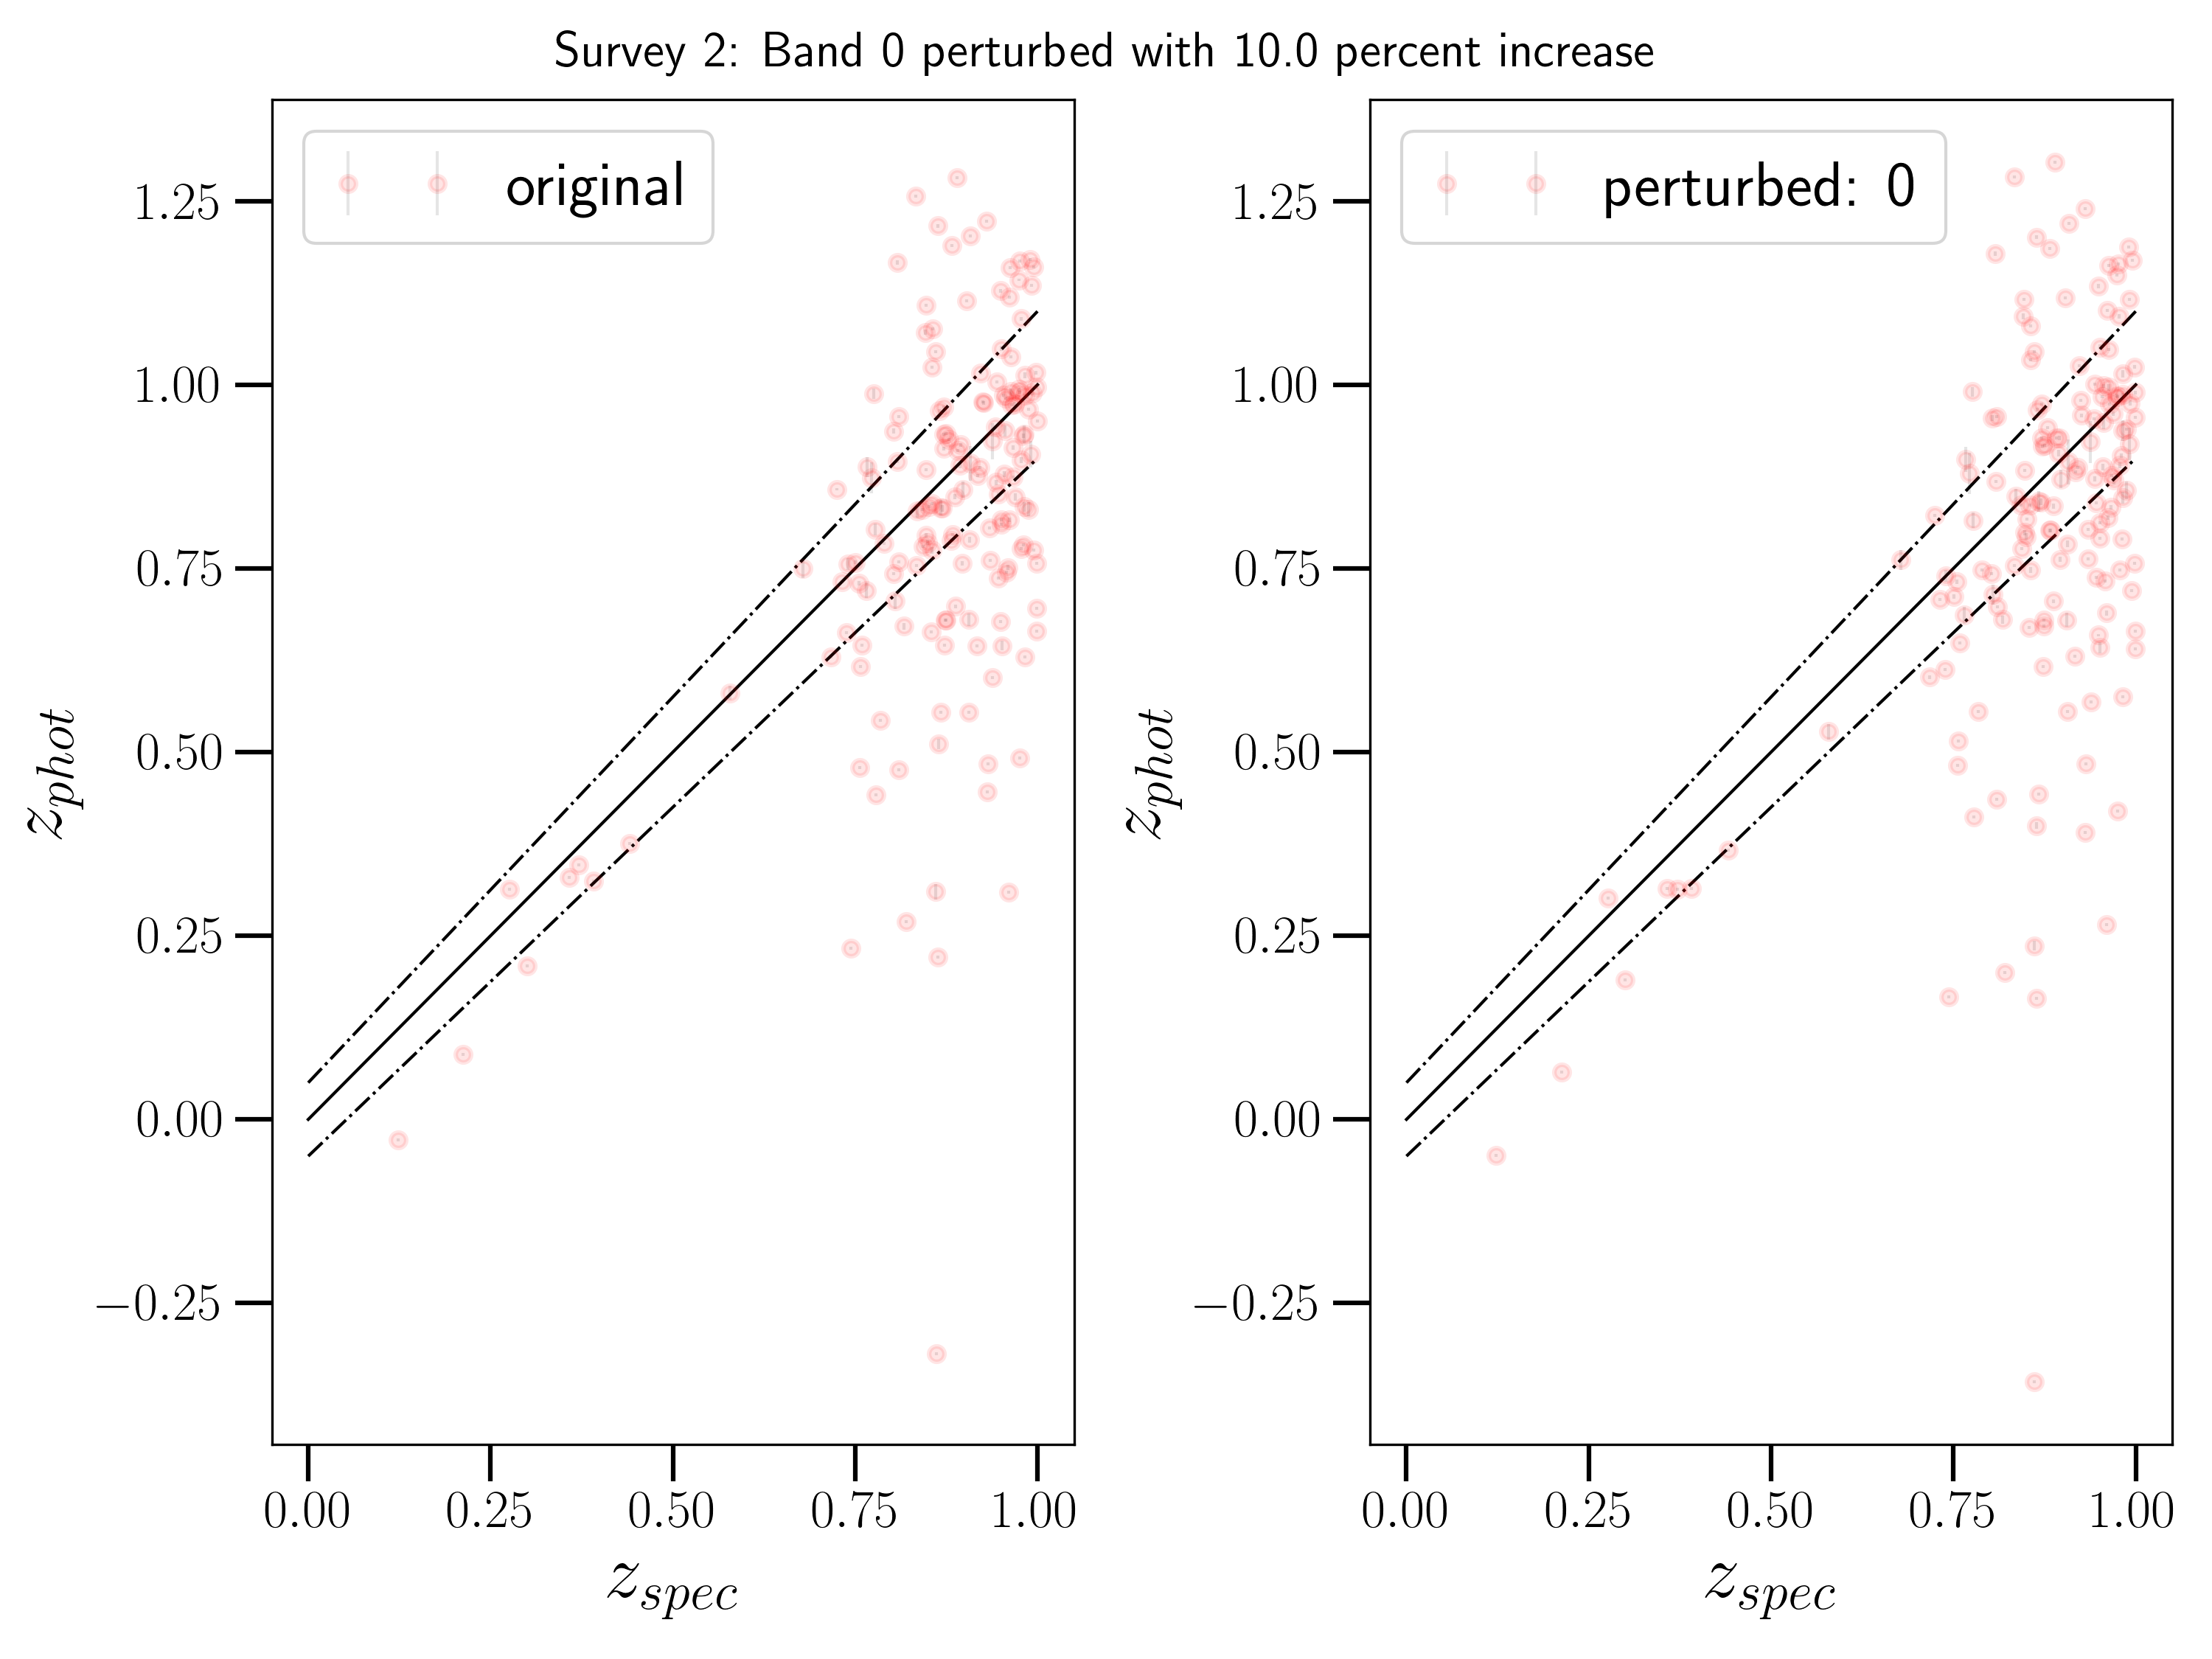 Survey 2: Band 0 perturbed with 10.0 percent increase
original
1.25
1.00
0.75
0.50
0.25
0.00
−0.25
z_phot
0.00 0.25 0.50 0.75 1.00
z_spec
perturbed: 0
1.25
1.00
0.75
0.50
0.25
0.00
−0.25
z_phot
0.00 0.25 0.50 0.75 1.00
z_spec